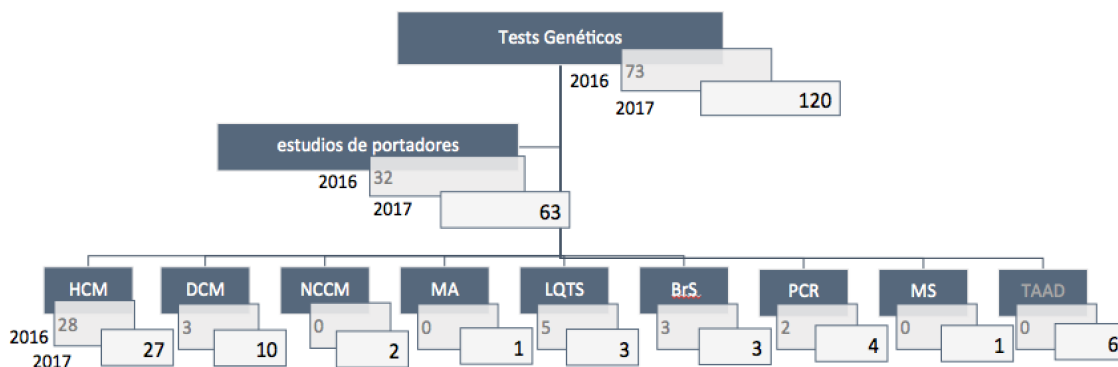 Tests Genéticos
2016 73
2017 120
estudios de portadores
2016 32
2017 63
HCM DCM NCCM MA LQTS BrS PCR MS TAAD
2016 28 3 0 0 5 3 2 0 0
2017 27 10 2 1 3 3 4 1 6